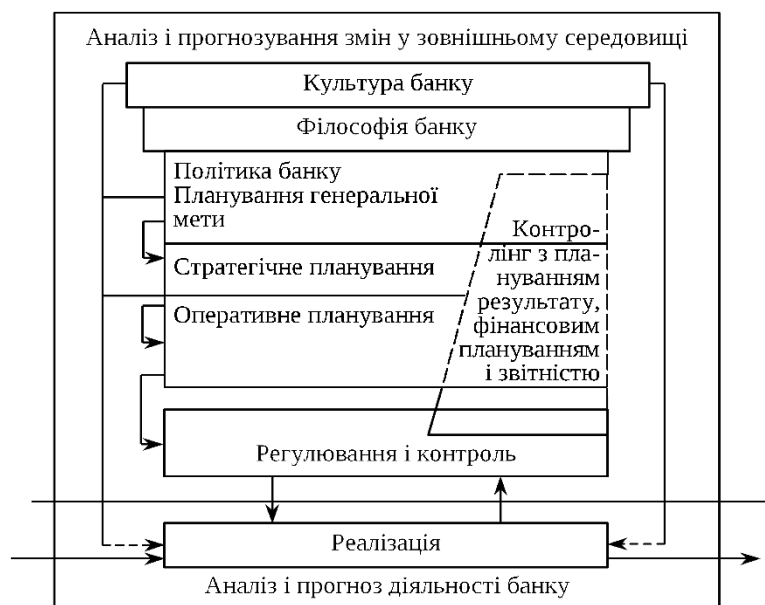 Аналіз і прогнозування змін у зовнішньому середовищі
Культура банку
Філософія банку
Політика банку
Планування генеральної
мети
Стратегічне планування
Оперативне планування
Контро-
лінг з пла-
нуванням
результату,
фінансовим
плануванням
і звітністю
Регулювання і контроль
Реалізація
Аналіз і прогноз діяльності банку